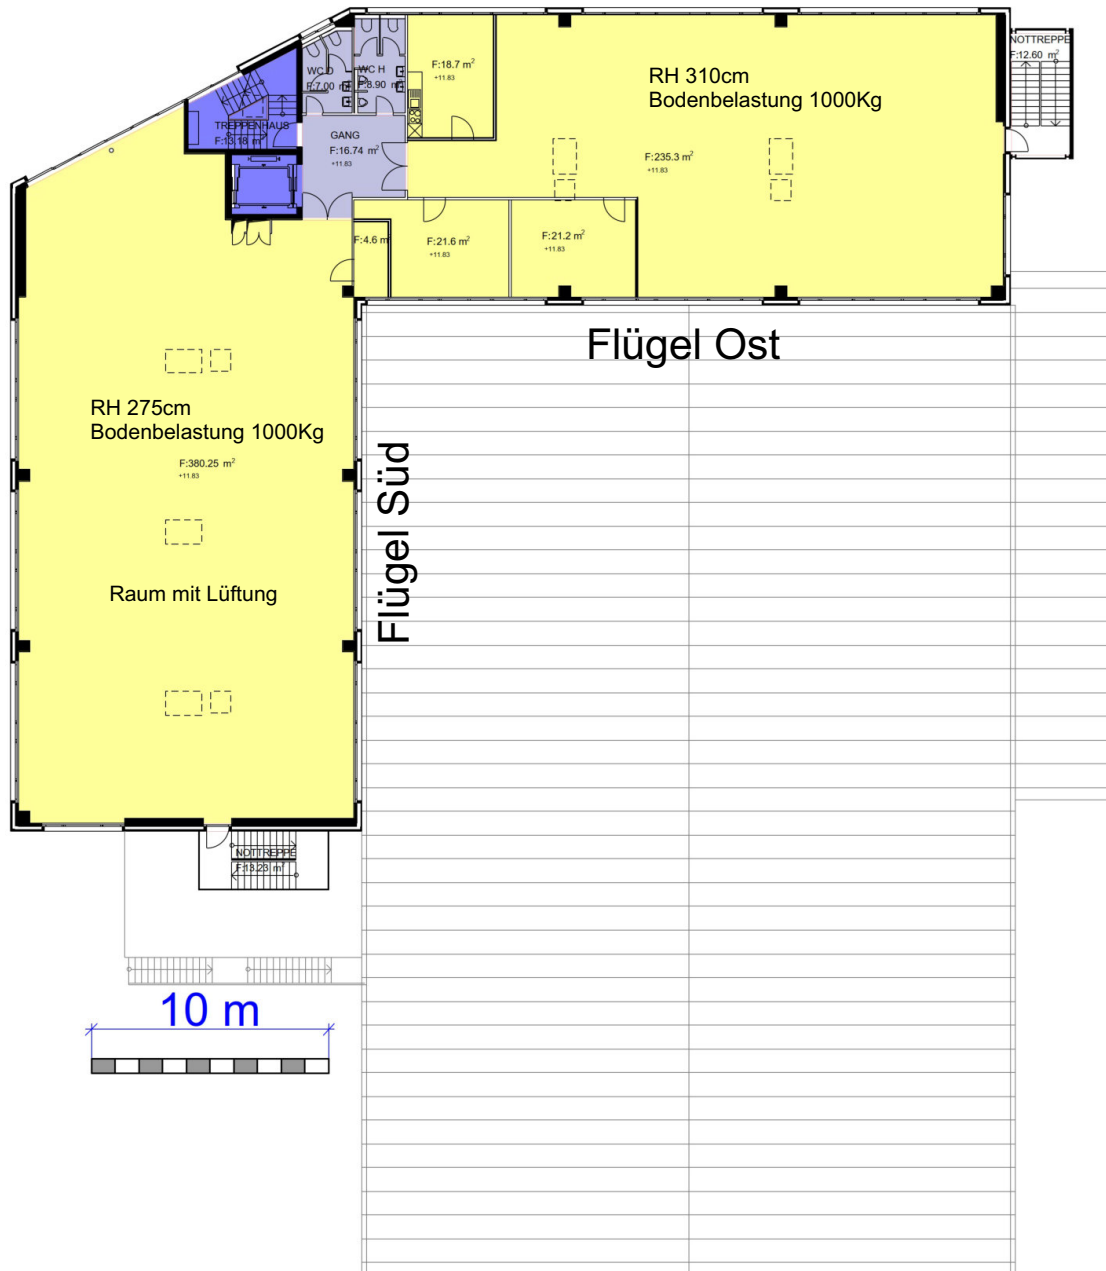 NOTTREPPE
F:12.60 m²
WC D
F:7.00 m²
WC H
F:8.90 m²
F:18.7 m²
+11.83
RH 310cm
Bodenbelastung 1000Kg
TREPPENHAUS
F:13.18 m²
GANG
F:16.74 m²
+11.83
F:235.3 m²
+11.83
F:4.6 m
F:21.6 m²
+11.83
F:21.2 m²
+11.83
Flügel Ost
RH 275cm
Bodenbelastung 1000Kg
F:380.25 m²
+11.83
Flügel Süd
Raum mit Lüftung
NOTTREPPE
F:13.23 m²
10 m